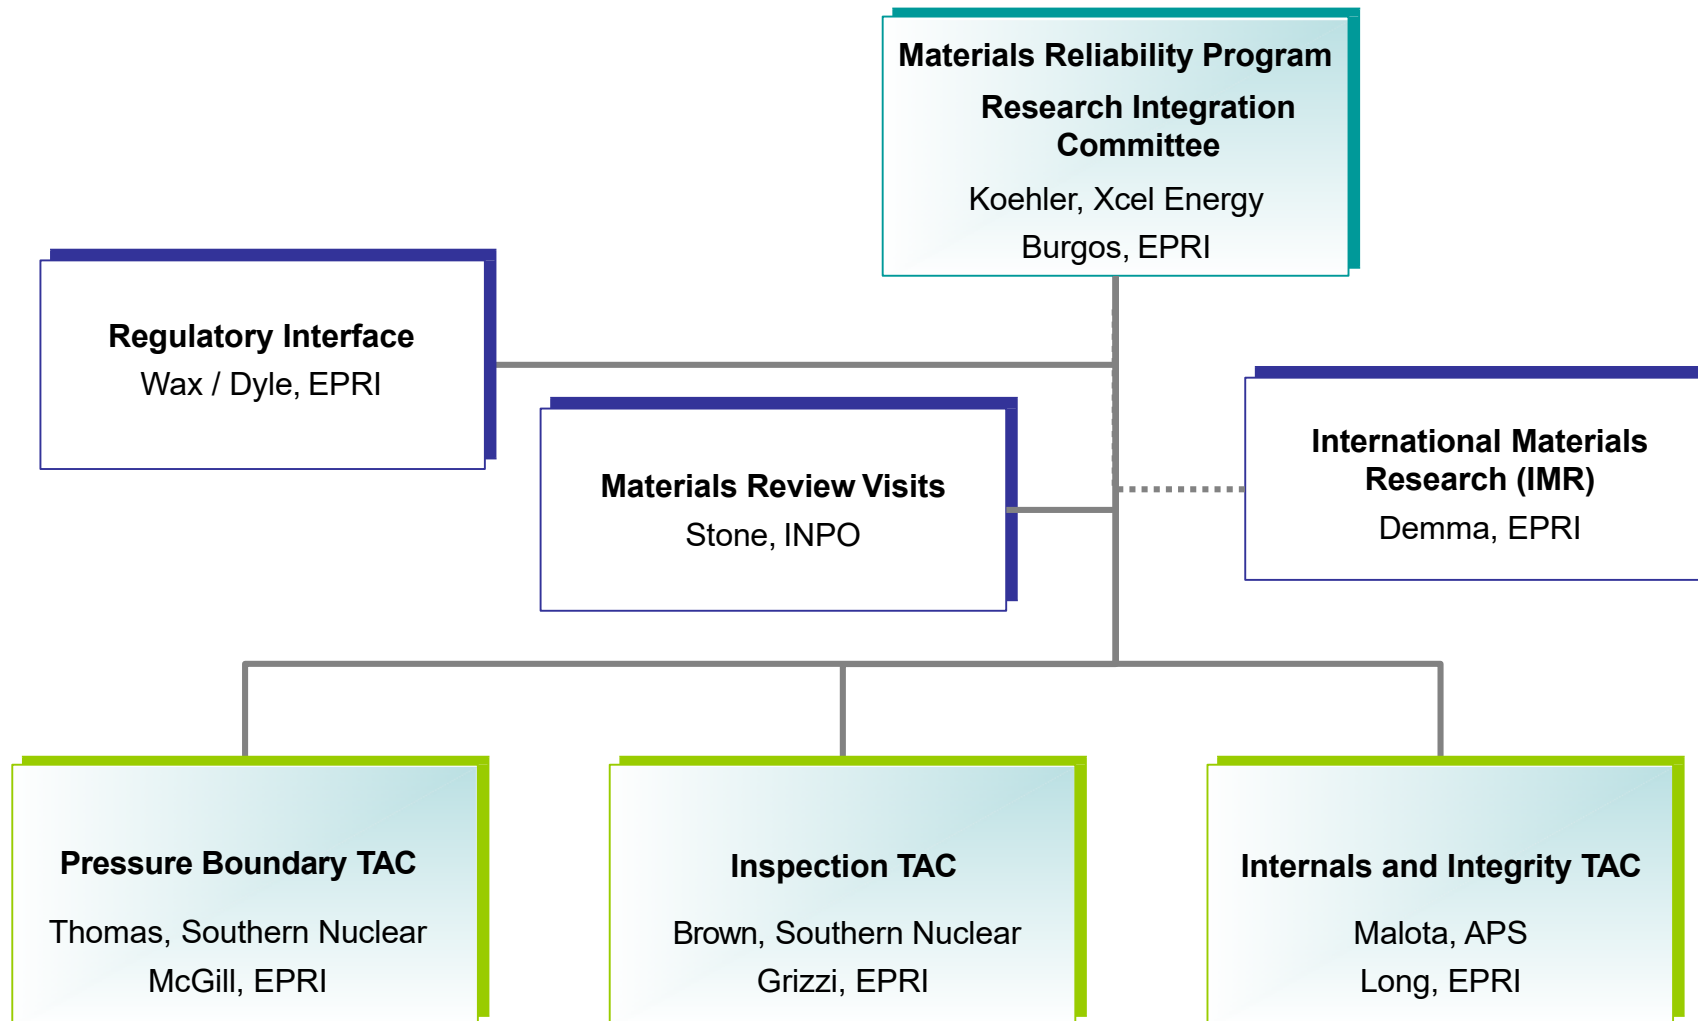 Materials Reliability Program
Research Integration
Committee
Koehler, Xcel Energy
Burgos, EPRI
Regulatory Interface
Wax / Dyle, EPRI
Materials Review Visits
Stone, INPO
International Materials
Research (IMR)
Demma, EPRI
Pressure Boundary TAC
Thomas, Southern Nuclear
McGill, EPRI
Inspection TAC
Brown, Southern Nuclear
Grizzi, EPRI
Internals and Integrity TAC
Malota, APS
Long, EPRI